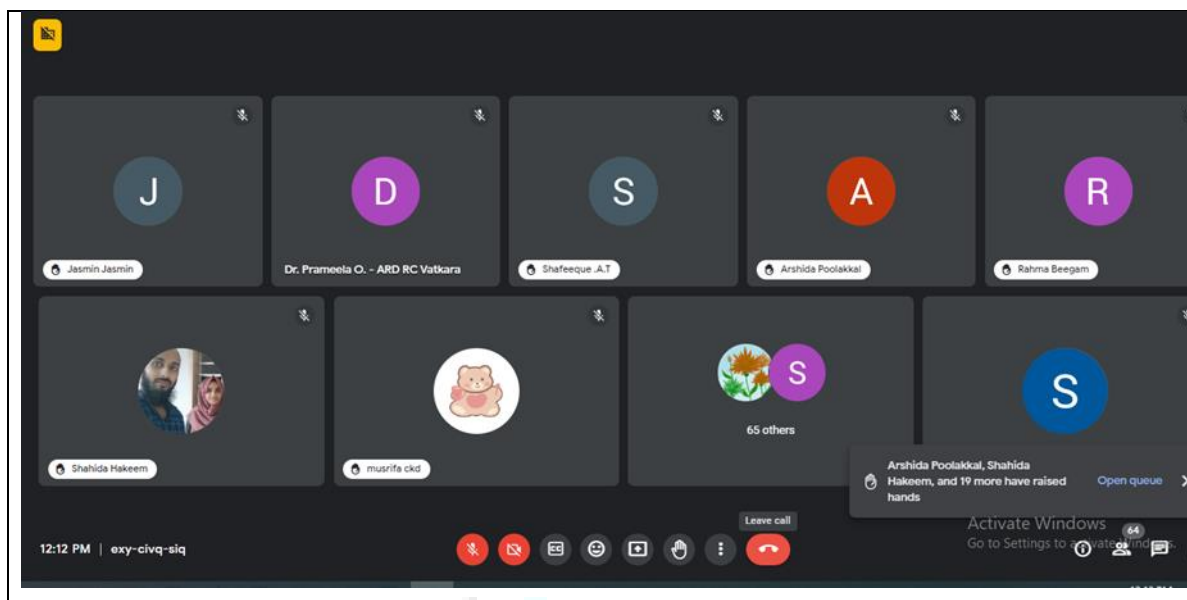 J
D
S
A
R
Jasmin Jasmin
Dr. Prameela O. - ARD RC Vatkara
Shafeeque .A.T
Arshida Poolakkal
Rahma Beegam
S
S
65 others
Shahida Hakeem
musrifa ckd
Arshida Poolakkal, Shahida
Hakeem, and 19 more have raised
hands
Open queue
Leave call
Activate Windows
Go to Settings to activate Windows.
64
12:12 PM | exy-civq-siq
CC